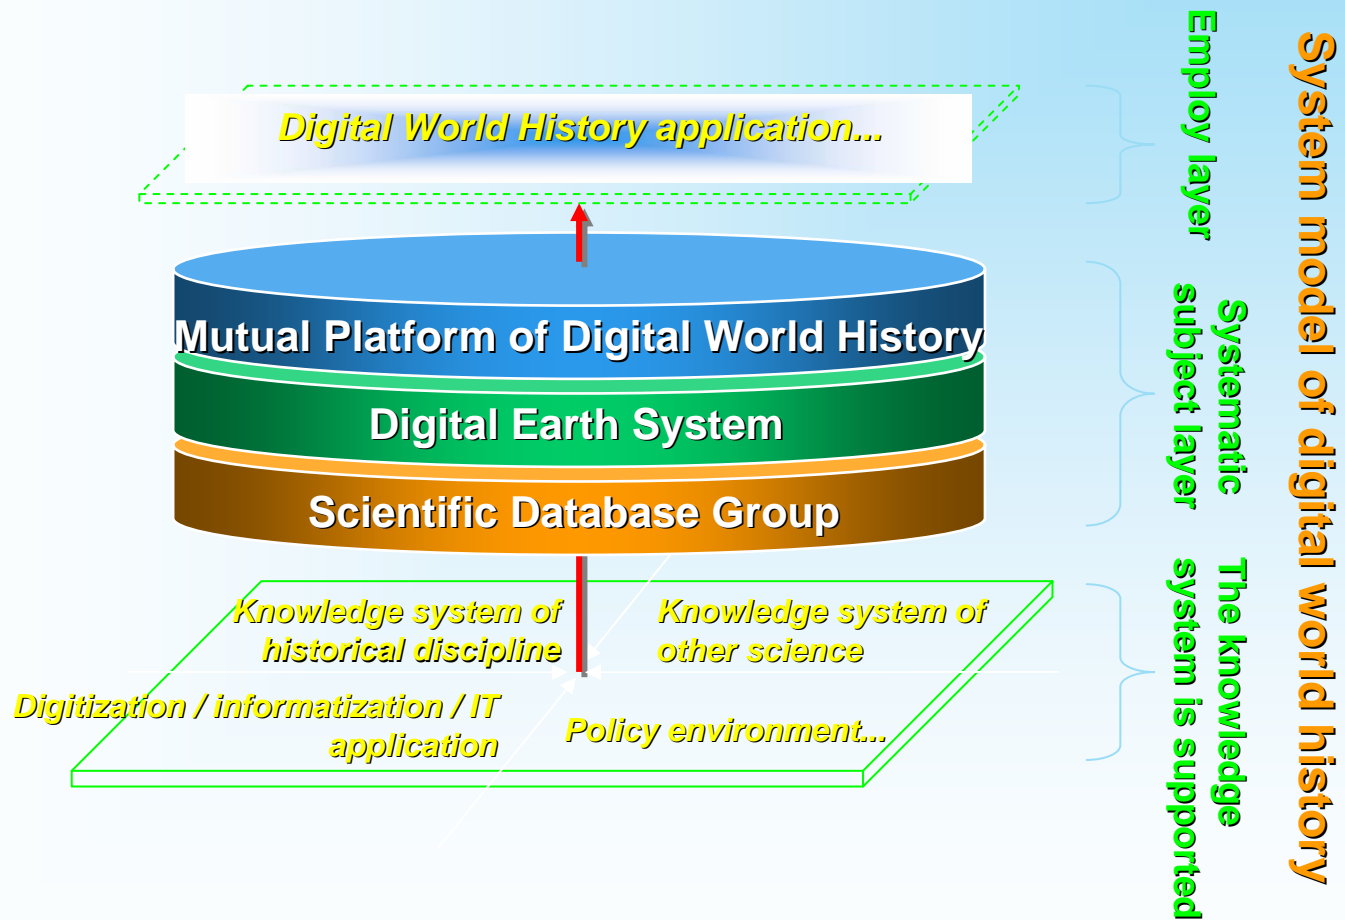 Digital World History application...
Mutual Platform of Digital World History
Digital Earth System
Scientific Database Group
Knowledge system of
historical discipline
Knowledge system of
other science
Digitization / informatization / IT
application
Policy environment...
Employ layer
Systematic
subject layer
The knowledge
system is supported
System model of digital world history